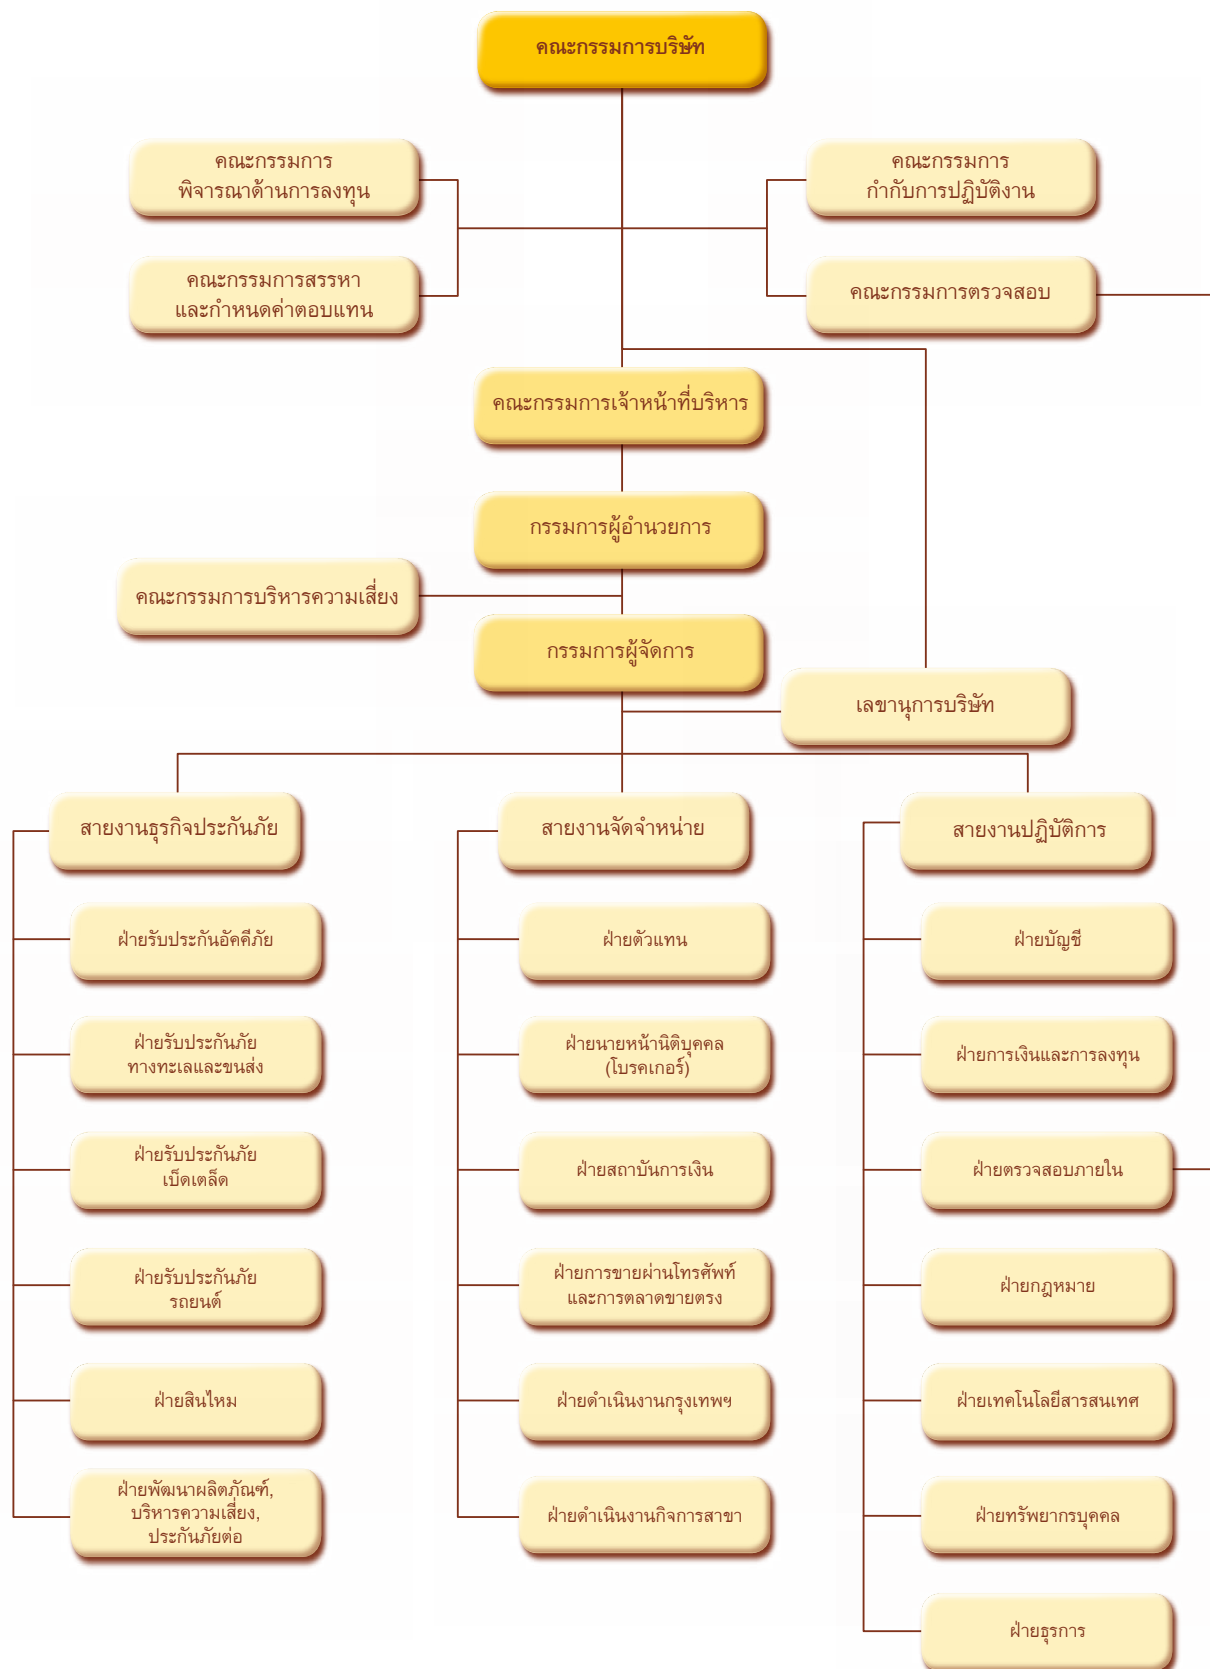 คณะกรรมการบริษัท
คณะกรรมการ
พิจารณาด้านการลงทุน
คณะกรรมการ
กำกับการปฏิบัติงาน
คณะกรรมการสรรหา
และกำหนดค่าตอบแทน
คณะกรรมการตรวจสอบ
คณะกรรมการเจ้าหน้าที่บริหาร
กรรมการผู้อำนวยการ
คณะกรรมการบริหารความเสี่ยง
กรรมการผู้จัดการ
เลขานุการบริษัท
สายงานธุรกิจประกันภัย
ฝ่ายรับประกันอัคคีภัย
ฝ่ายรับประกันภัย
ทางทะเลและขนส่ง
ฝ่ายรับประกันภัย
เบ็ดเตล็ด
ฝ่ายรับประกันภัย
รถยนต์
ฝ่ายสินไหม
ฝ่ายพัฒนาผลิตภัณฑ์,
บริหารความเสี่ยง,
ประกันภัยต่อ
สายงานจัดจำหน่าย
ฝ่ายตัวแทน
ฝ่ายนายหน้านิติบุคคล
(โบรคเกอร์)
ฝ่ายสถาบันการเงิน
ฝ่ายการขายผ่านโทรศัพท์
และการตลาดขายตรง
ฝ่ายดำเนินงานกรุงเทพฯ
ฝ่ายดำเนินงานกิจการสาขา
สายงานปฏิบัติการ
ฝ่ายบัญชี
ฝ่ายการเงินและการลงทุน
ฝ่ายตรวจสอบภายใน
ฝ่ายกฎหมาย
ฝ่ายเทคโนโลยีสารสนเทศ
ฝ่ายทรัพยากรบุคคล
ฝ่ายธุรการ